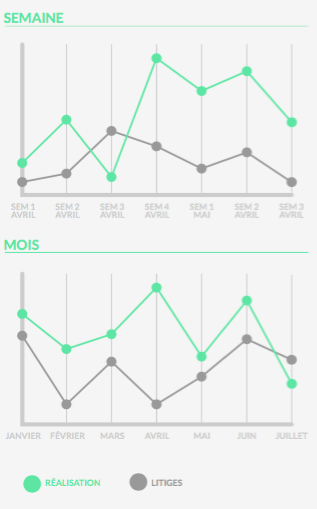 SEMAINE
SEM 1 SEM 2 SEM 3 SEM 4 SEM 1 SEM 2 SEM 3
AVRIL AVRIL AVRIL AVRIL MAI AVRIL AVRIL
MOIS
JANVIER FÉVRIER MARS AVRIL MAI JUIN JUILLET
RÉALISATION LITIGES